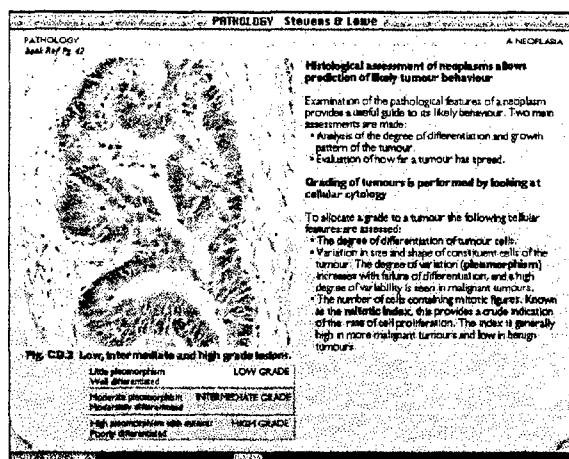 PATHOLOGY Stevens & Lowe
PATHOLOGY
Book Ref Pg. 42
A NEOPLASIA
Histological assessment of neoplasms allows
prediction of likely tumour behaviour
Examination of the pathological features of a neoplasm
provides a useful guide to its likely behaviour. Two main
assessments are made:
• Analysis of the degree of differentiation and growth
pattern of the tumour.
• Evaluation of how far a tumour has spread.
Grading of tumours is performed by looking at
cellular cytology
To allocate a grade to a tumour the following cellular
features are assessed:
• The degree of differentiation of tumour cells.
• Variation in size and shape of constituent cells of the
tumour. The degree of variation (pleamorphism)
increases with failure of differentiation, and a high
degree of variability is seen in malignant tumours.
• The number of cells containing mitotic figures. Known
as the mitotic index, this provides a crude indication
of the rate of cell proliferation. The index is generally
high in more malignant tumours and low in benign
tumours
Fig. Low, intermediate and high grade lesions.
Little pleomorphism LOW GRADE
Well differentiated
Moderate pleomorphism INTERMEDIATE GRADE
Moderately differentiated
High pleomorphism with HIGH GRADE
Poorly differentiated